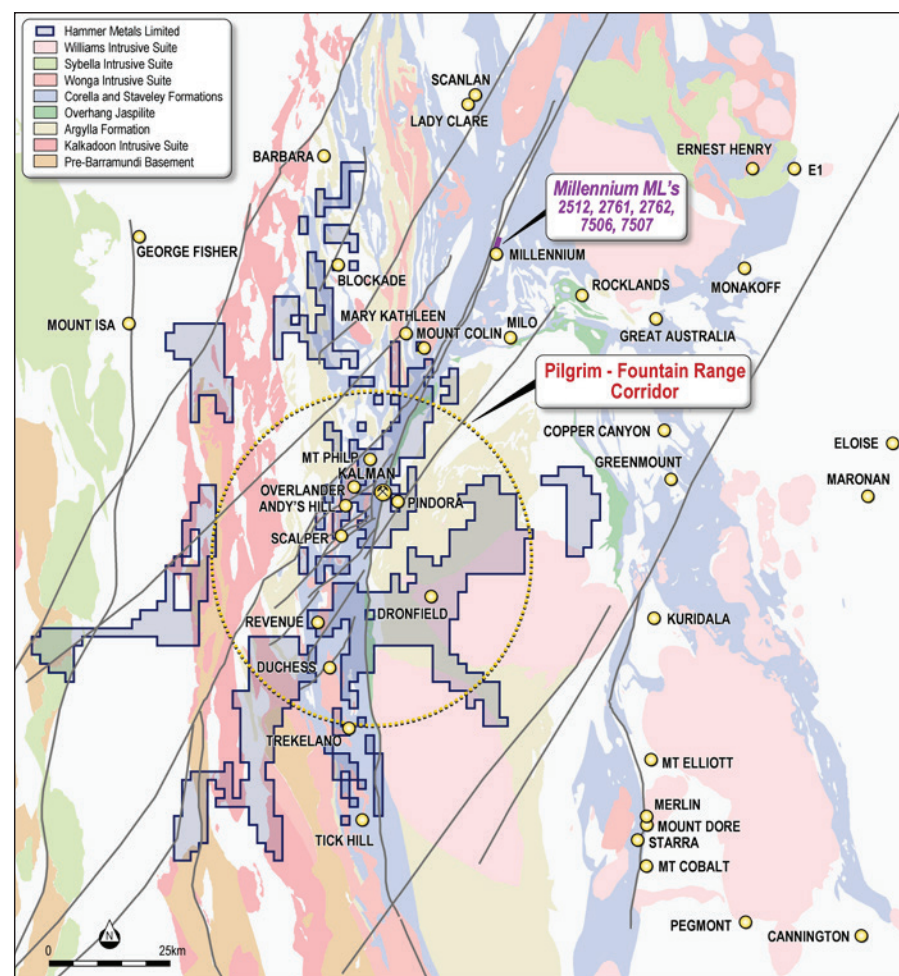 Hammer Metals Limited
Williams Intrusive Suite
Sybella Intrusive Suite
Wonga Intrusive Suite
Corella and Staveley Formations
Overhang Jaspilite
Argylla Formation
Kalkadoon Intrusive Suite
Pre-Barramundi Basement
SCANLAN
LADY CLARE
BARBARA
ERNEST HENRY
E1
Millennium ML's
2512, 2761, 2762,
7506, 7507
GEORGE FISHER
BLOCKADE
MILLENNIUM
MONAKOFF
ROCKLANDS
MOUNT ISA
MARY KATHLEEN
MOUNT COLIN
MILO
GREAT AUSTRALIA
Pilgrim - Fountain Range
Corridor
COPPER CANYON
ELOISE
GREENMOUNT
MARONAN
MT PHILP
KALMAN
OVERLANDER
ANDY'S HILL
PINDORA
SCALPER
DRONFIELD
REVENUE
KURIDALA
DUCHESS
TREKELANO
MT ELLIOTT
MERLIN
MOUNT DORE
STARRA
TICK HILL
MT COBALT
PEGMONT
CANNINGTON
N
0 25km